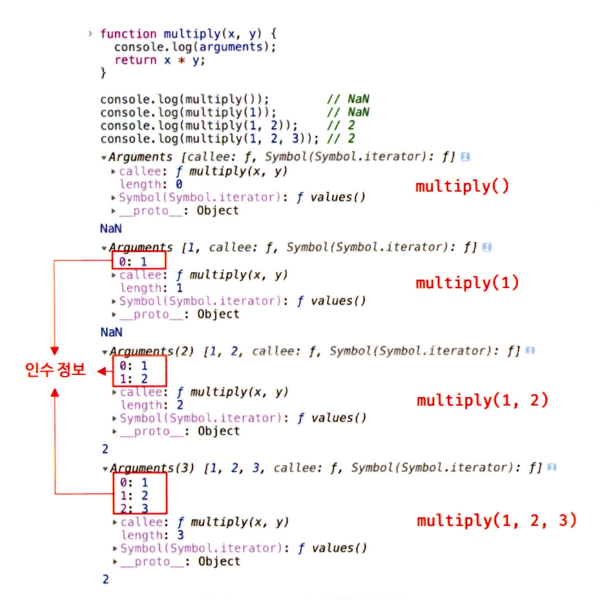 > function multiply(x, y) {
console.log(arguments);
return x * y;
}
console.log(multiply()); // NaN
console.log(multiply(1)); // NaN
console.log(multiply(1, 2)); // 2
console.log(multiply(1, 2, 3)); // 2
▾Arguments [callee: ƒ, Symbol(Symbol.iterator): ƒ] i
▸callee: ƒ multiply(x, y)
length: 0
▸Symbol(Symbol.iterator): ƒ values()
▸__proto__: Object
multiply()
NaN
▾Arguments [1, callee: ƒ, Symbol(Symbol.iterator): ƒ] i
0: 1
▸callee: ƒ multiply(x, y)
length: 1
▸Symbol(Symbol.iterator): ƒ values()
▸__proto__: Object
multiply(1)
NaN
▾Arguments(2) [1, 2, callee: ƒ, Symbol(Symbol.iterator): ƒ] i
인수 정보
0: 1
1: 2
▸callee: ƒ multiply(x, y)
length: 2
▸Symbol(Symbol.iterator): ƒ values()
▸__proto__: Object
multiply(1, 2)
2
▾Arguments(3) [1, 2, 3, callee: ƒ, Symbol(Symbol.iterator): ƒ] i
0: 1
1: 2
2: 3
▸callee: ƒ multiply(x, y)
length: 3
▸Symbol(Symbol.iterator): ƒ values()
▸__proto__: Object
multiply(1, 2, 3)
2